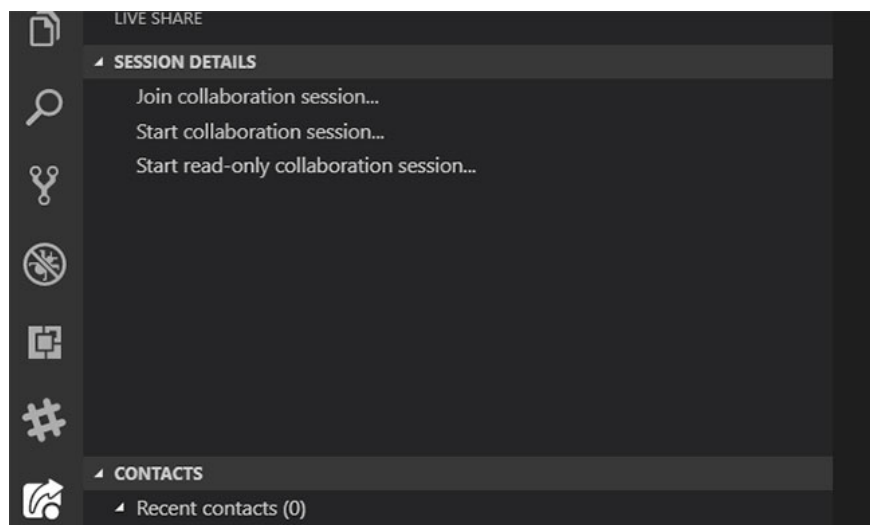 LIVE SHARE
SESSION DETAILS
Join collaboration session...
Start collaboration session...
Start read-only collaboration session...
CONTACTS
Recent contacts (0)